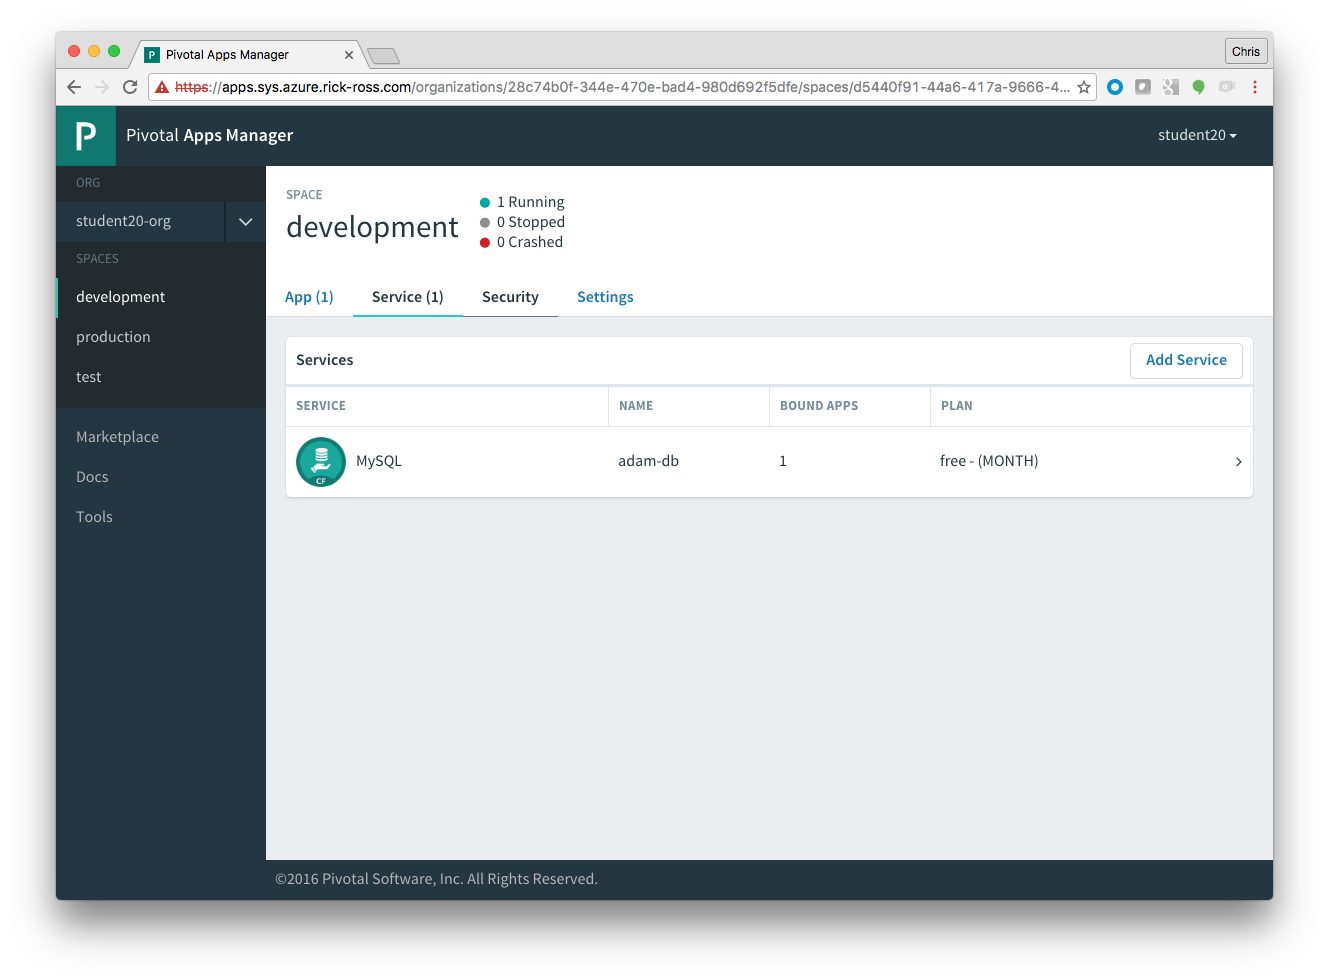 Pivotal Apps Manager
Chris
https://apps.sys.azure.rick-ross.com/organizations/28c74b0f-344e-470e-bad4-980d692f5dfe/spaces/d5440f91-44a6-417a-9666-4...
P
Pivotal Apps Manager
student20
ORG
student20-org
SPACES
development
production
test
Marketplace
Docs
Tools
SPACE
development
1 Running
0 Stopped
0 Crashed
App (1)
Service (1)
Security
Settings
Services
Add Service
SERVICE
NAME
BOUND APPS
PLAN
CF
MySQL
adam-db
1
free - (MONTH)
©2016 Pivotal Software, Inc. All Rights Reserved.